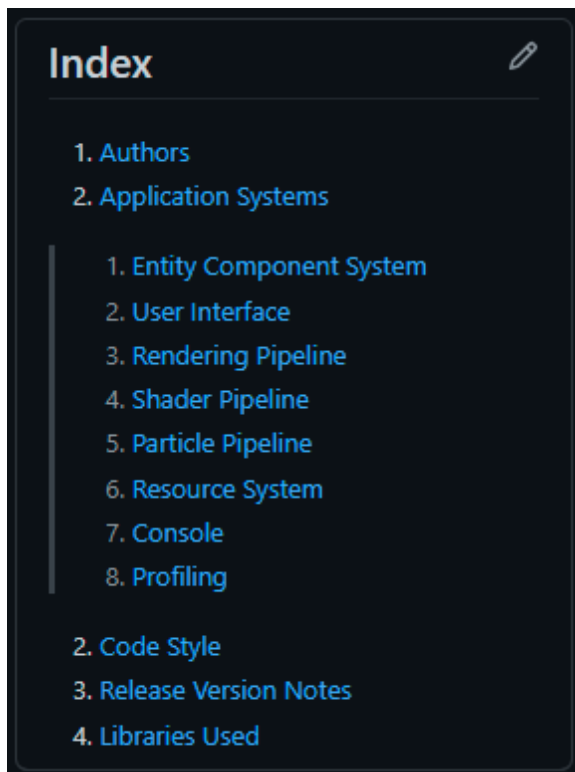 Index
1. Authors
2. Application Systems
1. Entity Component System
2. User Interface
3. Rendering Pipeline
4. Shader Pipeline
5. Particle Pipeline
6. Resource System
7. Console
8. Profiling
2. Code Style
3. Release Version Notes
4. Libraries Used